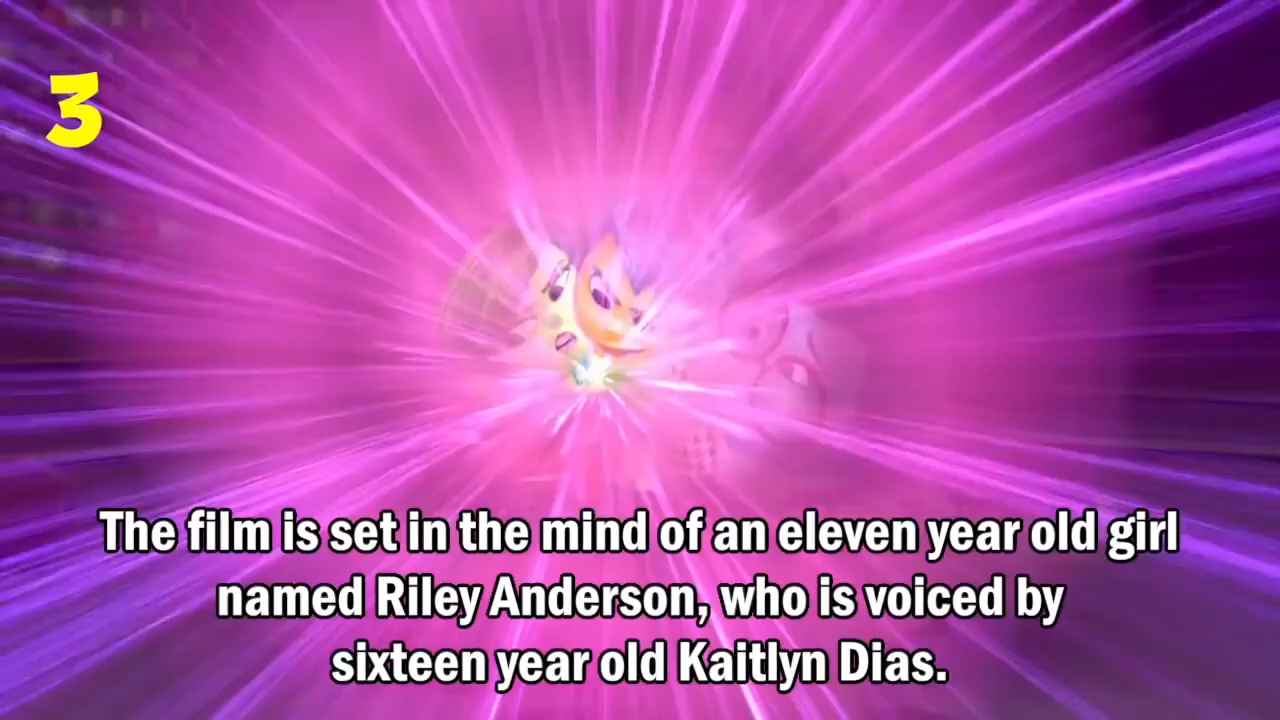 3
The film is set in the mind of an eleven year old girl
named Riley Anderson, who is voiced by
sixteen year old Kaitlyn Dias.